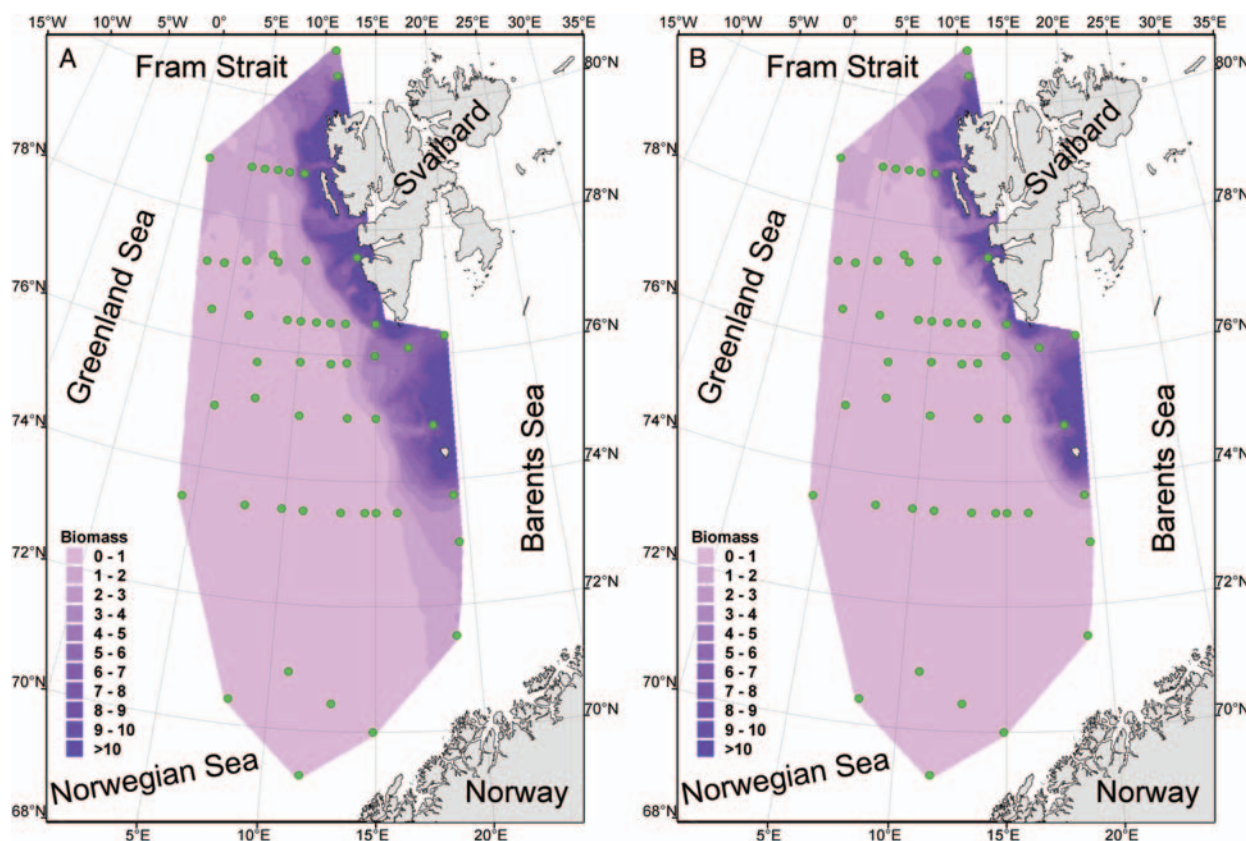 15°W 10°W 5°W 0° 5°E 10°E 15°E 20°E 25°E 30°E 35°E
A
Fram Strait
80°N
Svalbard
78°N
78°N
Greenland Sea
76°N
76°N
74°N
74°N
Barents Sea
72°N
72°N
Biomass
0 - 1
1 - 2
2 - 3
3 - 4
4 - 5
5 - 6
6 - 7
7 - 8
8 - 9
9 - 10
>10
70°N
70°N
Norwegian Sea
Norway
68°N
5°E 10°E 15°E 20°E
15°W 10°W 5°W 0° 5°E 10°E 15°E 20°E 25°E 30°E 35°E
B
Fram Strait
80°N
Svalbard
78°N
78°N
Greenland Sea
76°N
76°N
74°N
74°N
Barents Sea
72°N
72°N
Biomass
0 - 1
1 - 2
2 - 3
3 - 4
4 - 5
5 - 6
6 - 7
7 - 8
8 - 9
9 - 10
>10
70°N
70°N
Norwegian Sea
Norway
68°N
5°E 10°E 15°E 20°E